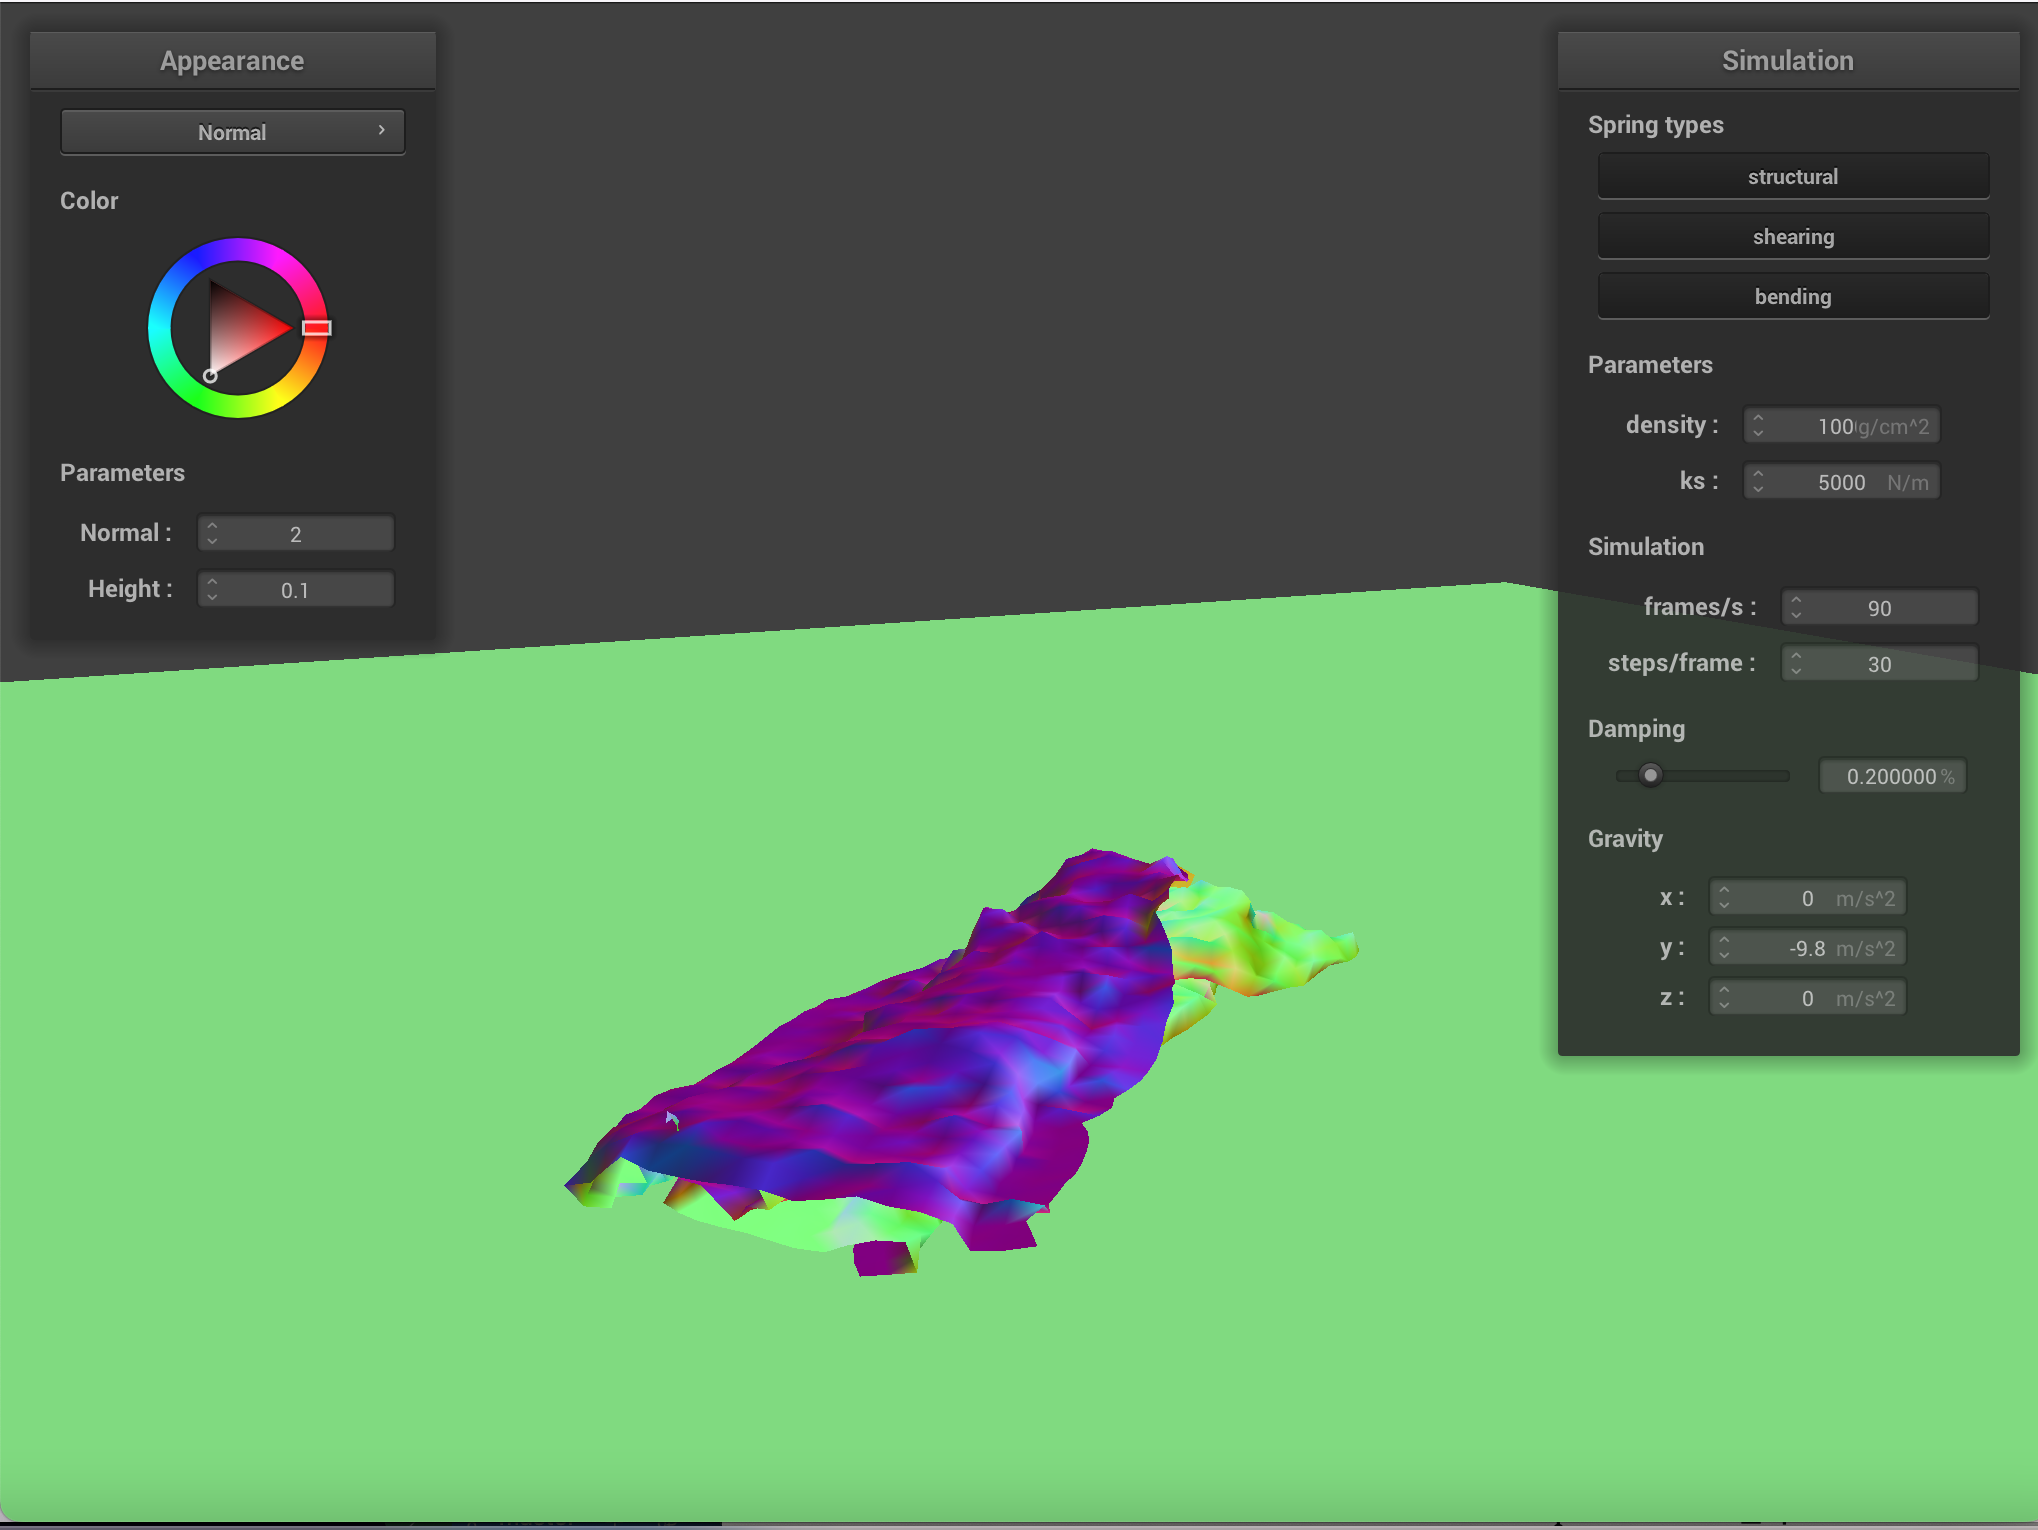 Appearance
Normal
Color
Parameters
Normal : 2
Height : 0.1
Simulation
Spring types
structural
shearing
bending
Parameters
density : 100 g/cm^2
ks : 5000 N/m
Simulation
frames/s : 90
steps/frame : 30
Damping
0.200000 %
Gravity
x : 0 m/s^2
y : -9.8 m/s^2
z : 0 m/s^2